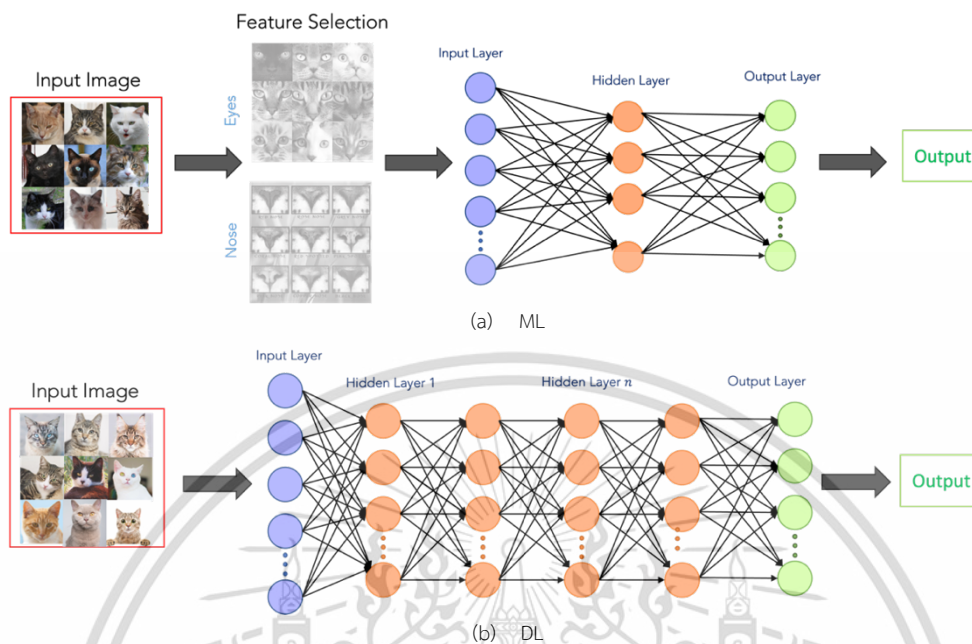 Feature Selection
Input Image
Eyes
Nose
Input Layer
Hidden Layer
Output Layer
Output
(a) ML
Input Image
Input Layer
Hidden Layer 1
Hidden Layer n
Output Layer
Output
(b) DL